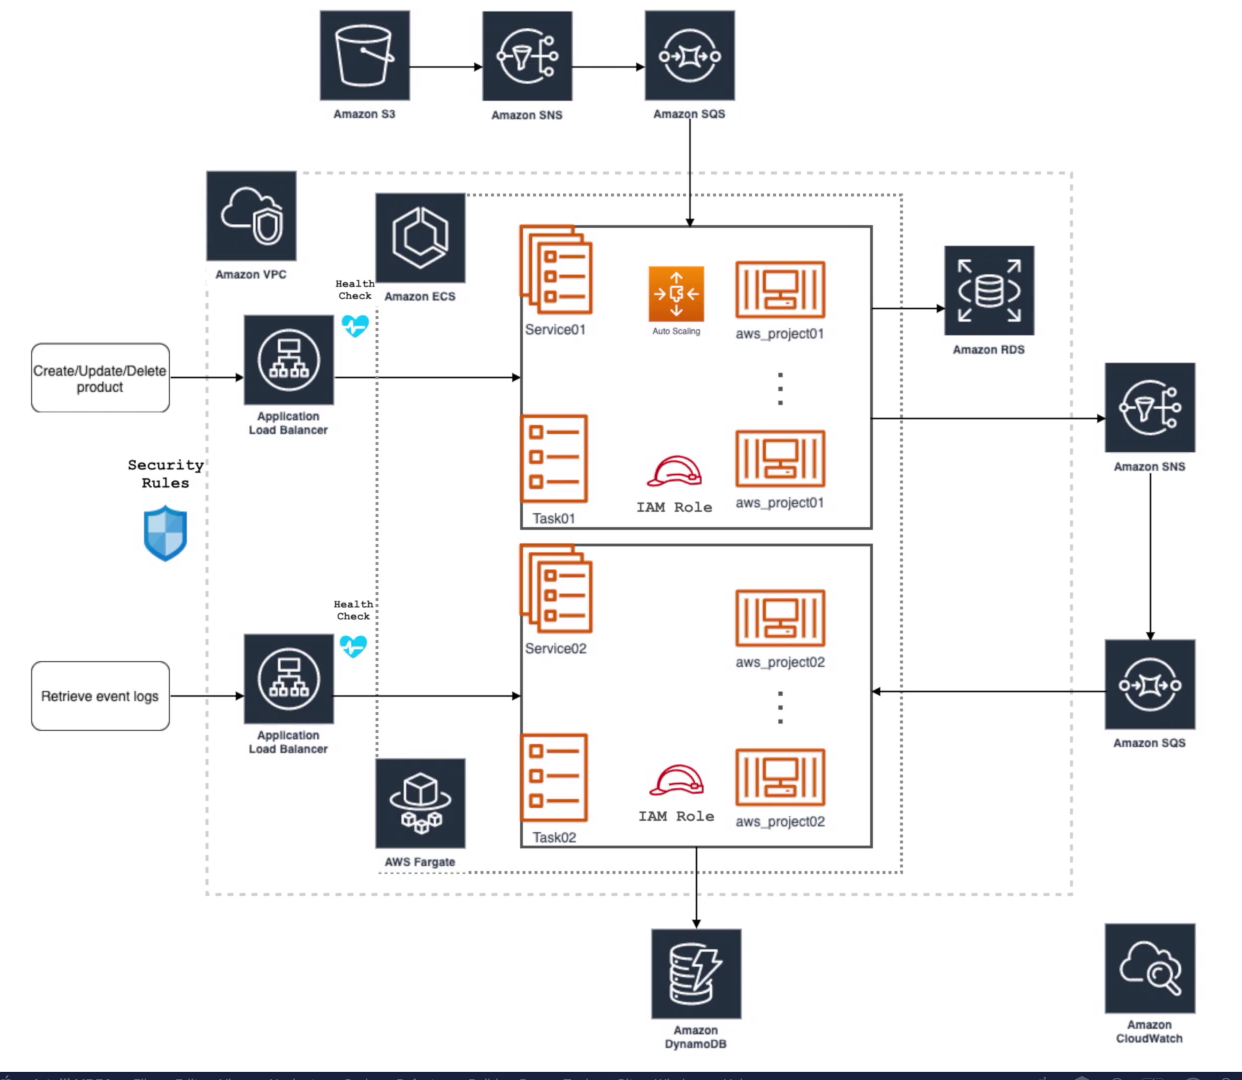 Amazon S3
Amazon SNS
Amazon SQS
Amazon VPC
Health
Check
Amazon ECS
Service01
Auto Scaling
aws_project01
Amazon RDS
Create/Update/Delete
product
Application
Load Balancer
Security
Rules
Task01
IAM Role
aws_project01
Amazon SNS
Health
Check
Service02
aws_project02
Retrieve event logs
Application
Load Balancer
Amazon SQS
Task02
IAM Role
aws_project02
AWS Fargate
Amazon
DynamoDB
Amazon
CloudWatch